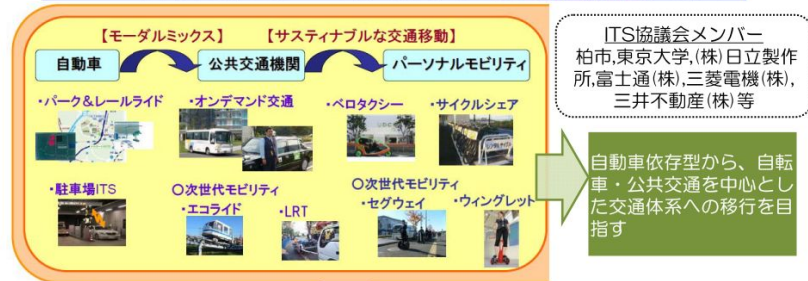 【モーダルミックス】
【サスティナブルな交通移動】
自動車
公共交通機関
パーソナルモビリティ
・パーク＆レールライド
・オンデマンド交通
・ベロタクシー
・サイクルシェア
・駐車場ITS
〇次世代モビリティ
・エコライド
・LRT
〇次世代モビリティ
・セグウェイ
・ウィングレット
ITS協議会メンバー
柏市,東京大学,(株)日立製作
所,富士通(株),三菱電機(株),
三井不動産(株)等
自動車依存型から、自転
車・公共交通を中心とし
た交通体系への移行を目
指す